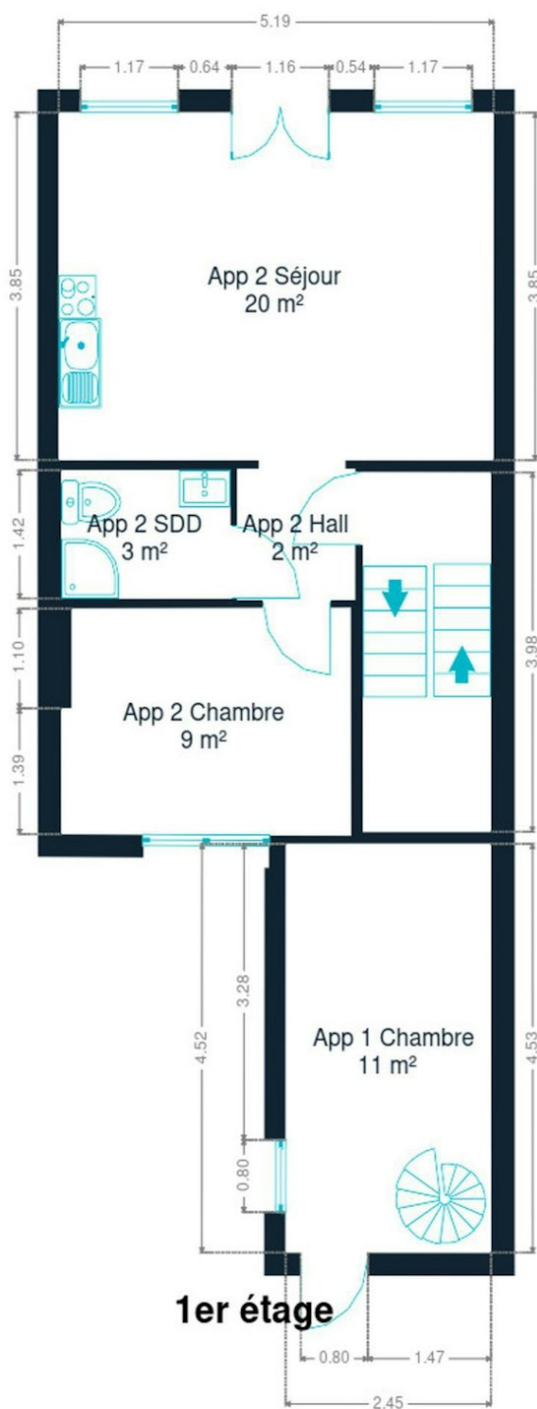 5.19
1.17
0.64
1.16
0.54
1.17
3.85
3.85
App 2 Séjour
20 m²
1.42
App 2 SDD
3 m²
App 2 Hall
2 m²
3.98
1.10
App 2 Chambre
9 m²
1.39
4.52
3.28
4.53
App 1 Chambre
11 m²
0.80
1er étage
0.80
1.47
2.45